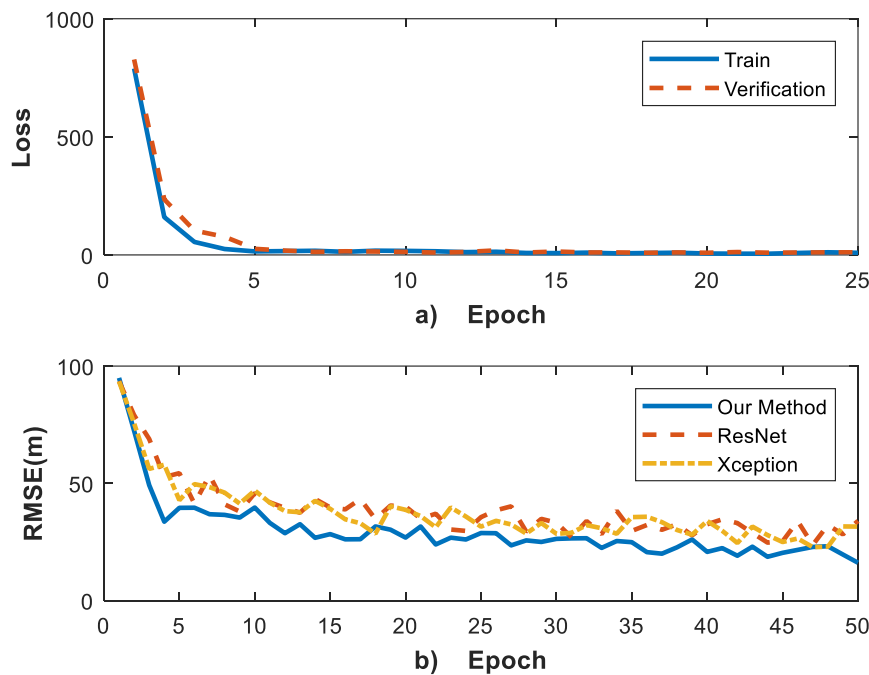 1000
500
0
Loss
Train
Verification
0 5 10 15 20 25
a) Epoch
100
50
0
RMSE(m)
Our Method
ResNet
Xception
0 5 10 15 20 25 30 35 40 45 50
b) Epoch